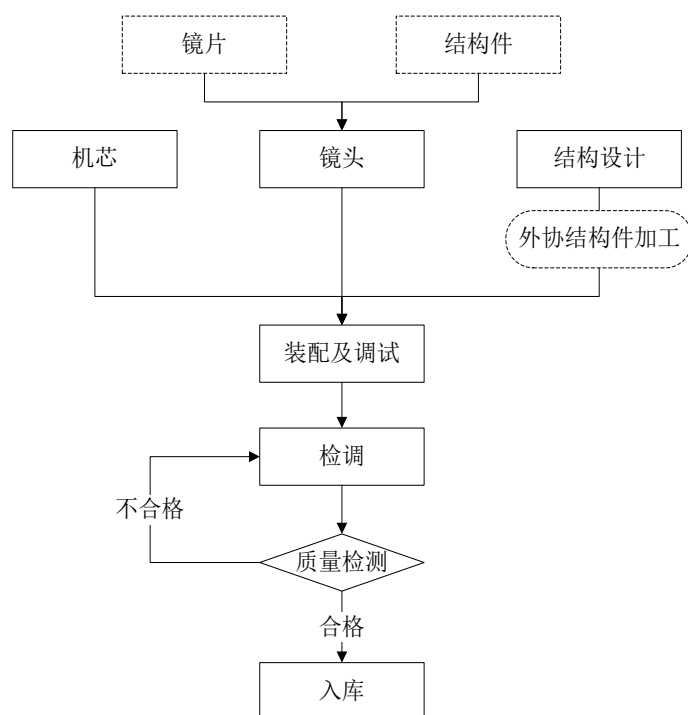 镜片
结构件
机芯
镜头
结构设计
外协结构件加工
装配及调试
检调
不合格
质量检测
合格
入库